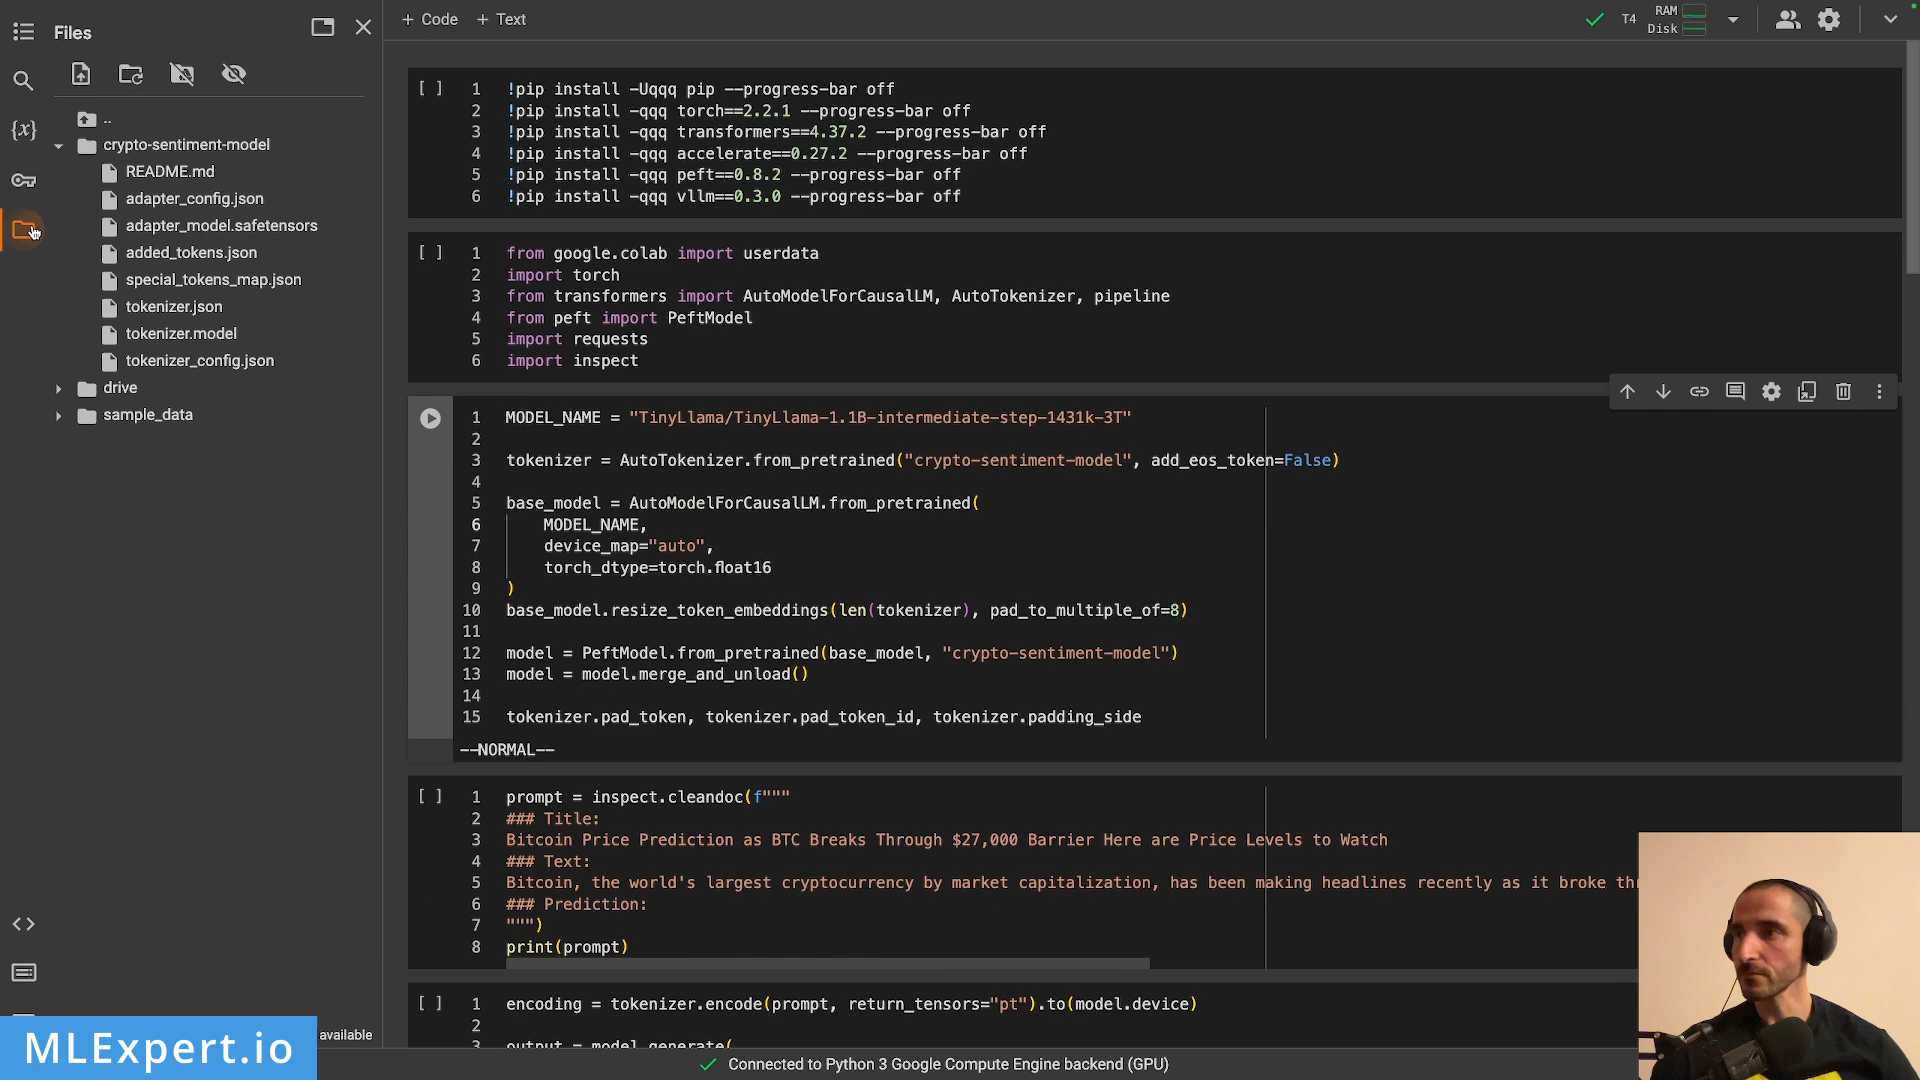 Files
..
crypto-sentiment-model
README.md
adapter_config.json
adapter_model.safetensors
added_tokens.json
special_tokens_map.json
tokenizer.json
tokenizer.model
tokenizer_config.json
drive
sample_data
available
MLExpert.io
+ Code + Text
T4 RAM
Disk
[ ] 1 !pip install -Uqqq pip --progress-bar off
2 !pip install -qqq torch==2.2.1 --progress-bar off
3 !pip install -qqq transformers==4.37.2 --progress-bar off
4 !pip install -qqq accelerate==0.27.2 --progress-bar off
5 !pip install -qqq peft==0.8.2 --progress-bar off
6 !pip install -qqq vllm==0.3.0 --progress-bar off
[ ] 1 from google.colab import userdata
2 import torch
3 from transformers import AutoModelForCausalLM, AutoTokenizer, pipeline
4 from peft import PeftModel
5 import requests
6 import inspect
1 MODEL_NAME = "TinyLlama/TinyLlama-1.1B-intermediate-step-1431k-3T"
2
3 tokenizer = AutoTokenizer.from_pretrained("crypto-sentiment-model", add_eos_token=False)
4
5 base_model = AutoModelForCausalLM.from_pretrained(
6 MODEL_NAME,
7 device_map="auto",
8 torch_dtype=torch.float16
9 )
10 base_model.resize_token_embeddings(len(tokenizer), pad_to_multiple_of=8)
11
12 model = PeftModel.from_pretrained(base_model, "crypto-sentiment-model")
13 model = model.merge_and_unload()
14
15 tokenizer.pad_token, tokenizer.pad_token_id, tokenizer.padding_side
--NORMAL--
[ ] 1 prompt = inspect.cleandoc(f"""
2 ### Title:
3 Bitcoin Price Prediction as BTC Breaks Through $27,000 Barrier Here are Price Levels to Watch
4 ### Text:
5 Bitcoin, the world's largest cryptocurrency by market capitalization, has been making headlines recently as it broke thr
6 ### Prediction:
7 """)
8 print(prompt)
[ ] 1 encoding = tokenizer.encode(prompt, return_tensors="pt").to(model.device)
2
3 output = model.generate(
Connected to Python 3 Google Compute Engine backend (GPU)